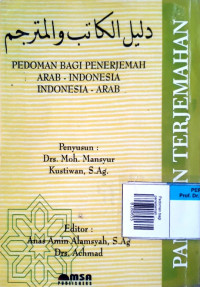 دليل الكاتب والمترجم
PEDOMAN BAGI PENERJEMAH
ARAB - INDONESIA
INDONESIA - ARAB
Penyusun :
Drs. Moh. Mansyur
Kustiwan, S.Ag.
Editor :
Anas Amin Alamsyah, S.Ag
Drs. Achmad
MSA
PUBLISHERS
TERJEMAHAN